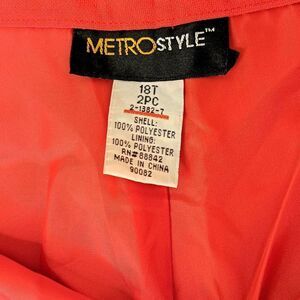 METROSTYLE™
18T
2PC
2-1382-7
SHELL:
100% POLYESTER
LINING:
100% POLYESTER
RN#88842
MADE IN CHINA
90082